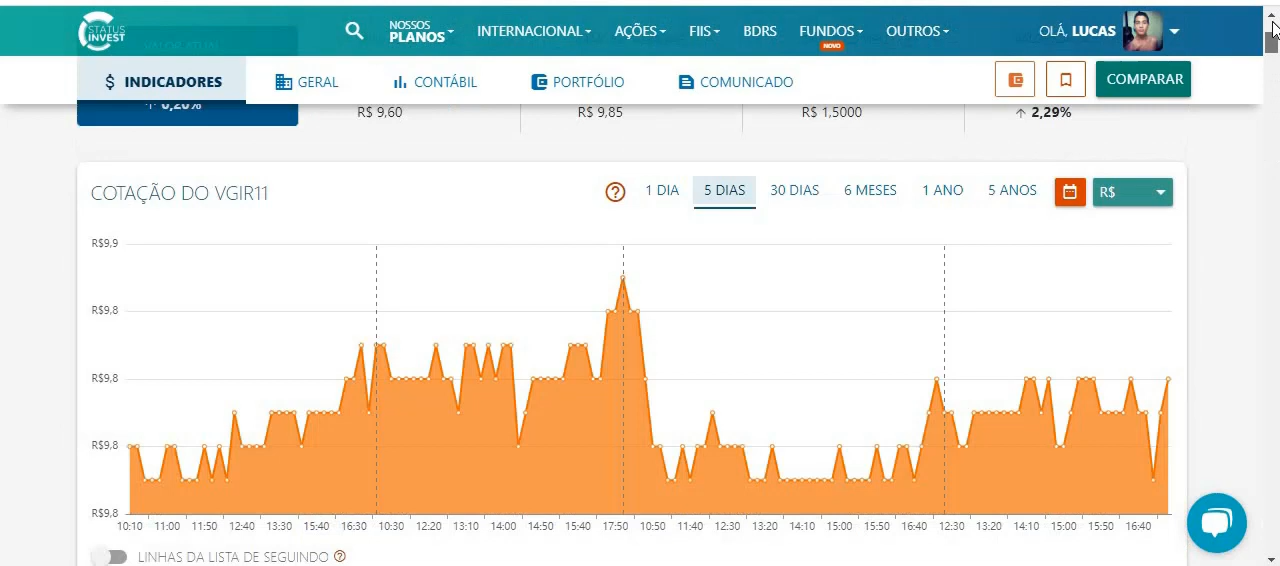 STATUS
INVEST
VALOR ATUAL
NOSSOS
PLANOS
INTERNACIONAL
AÇÕES
FIIS
BDRS
FUNDOS
NOVO
OUTROS
OLÁ, LUCAS
$ INDICADORES
GERAL
CONTÁBIL
PORTFÓLIO
COMUNICADO
COMPARAR
↑ 0,20%
R$ 9,60
R$ 9,85
R$ 1,5000
↑ 2,29%
COTAÇÃO DO VGIR11
?
1 DIA
5 DIAS
30 DIAS
6 MESES
1 ANO
5 ANOS
R$
R$9,9
R$9,8
R$9,8
R$9,8
R$9,8
10:10 11:00 11:50 12:40 13:30 15:40 16:30 10:30 12:20 13:10 14:00 14:50 15:40 17:50 10:50 11:40 12:30 13:20 14:10 15:00 15:50 16:40 12:30 13:20 14:10 15:00 15:50 16:40
LINHAS DA LISTA DE SEGUINDO ?